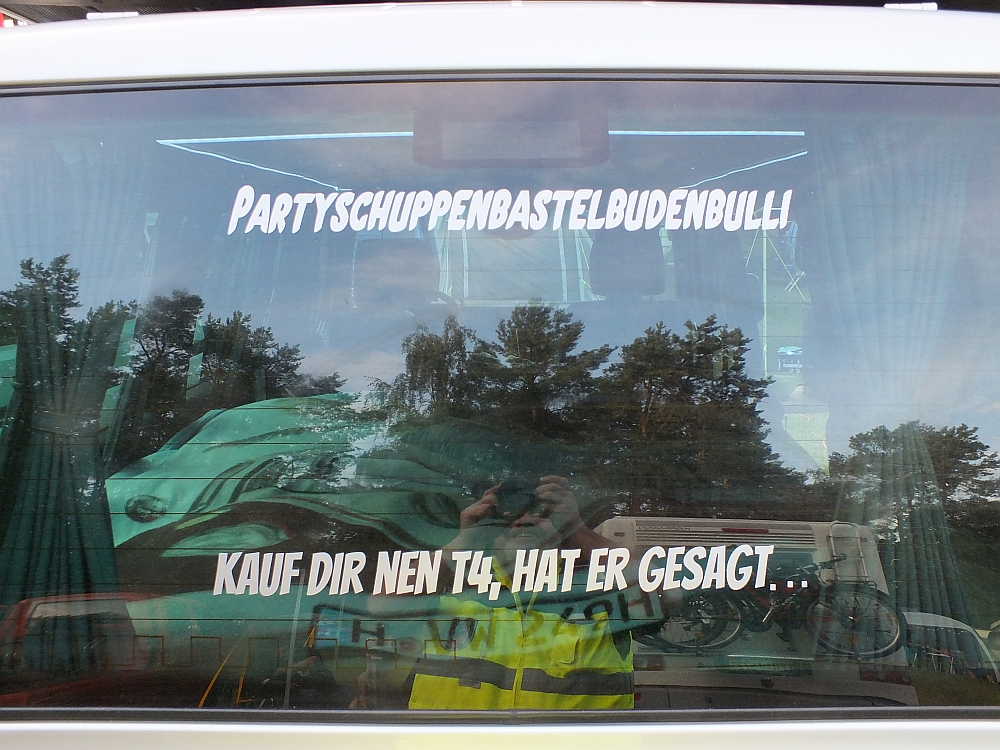 PARTYSCHUPPENBASTELBUDENBULLI
KAUF DIR NEN T4, HAT ER GESAGT...